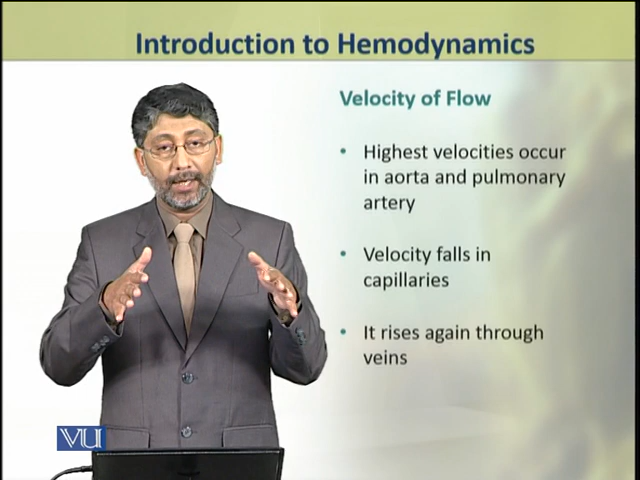 Introduction to Hemodynamics
Velocity of Flow
• Highest velocities occur
in aorta and pulmonary
artery
• Velocity falls in
capillaries
• It rises again through
veins
VU